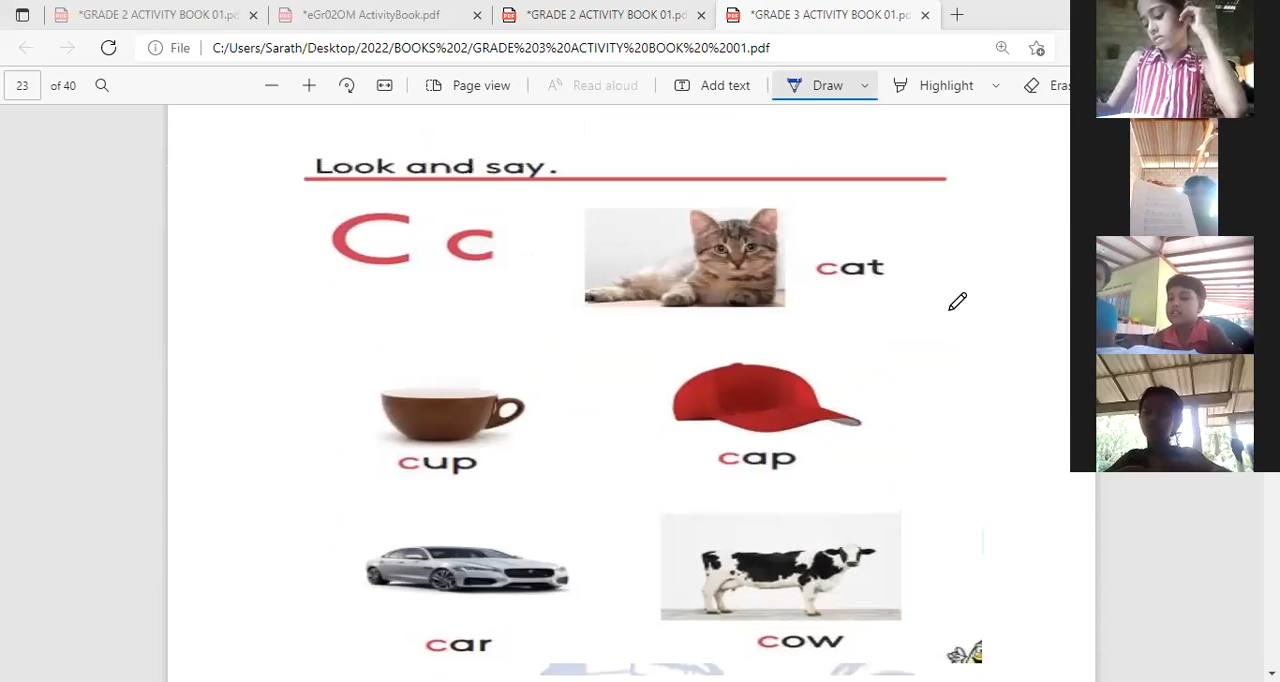 *GRADE 2 ACTIVITY BOOK 01.pd
*eGr02OM ActivityBook.pdf
*GRADE 2 ACTIVITY BOOK 01.pd
*GRADE 3 ACTIVITY BOOK 01.pd
File
C:/Users/Sarath/Desktop/2022/BOOKS%202/GRADE%203%20ACTIVITY%20BOOK%20%2001.pdf
23 of 40
Page view
Read aloud
Add text
Draw
Highlight
Eras
Look and say.
C c
cat
cup
cap
car
cow